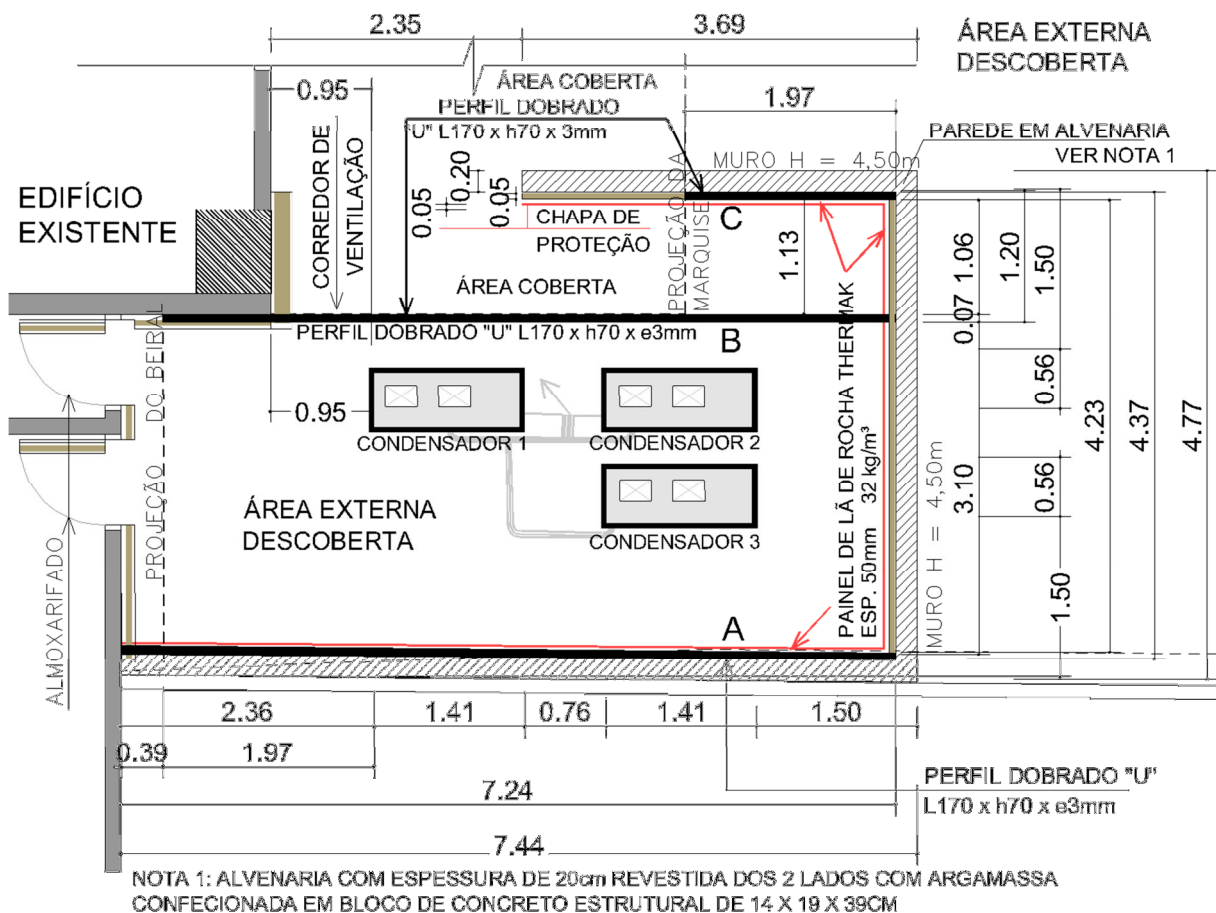 2.35
3.69
ÁREA EXTERNA
DESCOBERTA
0.95
ÁREA COBERTA
PERFIL DOBRADO
"U" L170 x h70 x 3mm
1.97
PAREDE EM ALVENARIA
VER NOTA 1
MURO H = 4,50m
EDIFÍCIO
EXISTENTE
CORREDOR DE
VENTILAÇÃO
0.20
0.05
0.05
CHAPA DE
PROTEÇÃO
PROJEÇÃO DA
MARQUISE
C
1.13
ÁREA COBERTA
1.06
1.20
1.50
0.07
PERFIL DOBRADO "U" L170 x h70 x e3mm
B
PROJEÇÃO DO BEIRA
0.95
CONDENSADOR 1
CONDENSADOR 2
CONDENSADOR 3
ÁREA EXTERNA
DESCOBERTA
PAINEL DE LÃ DE ROCHA THERMAK
ESP. 50mm 32 kg/m³
MURO H = 4,50m
0.56
3.10
0.56
4.23
4.37
4.77
1.50
ALMOXARIFADO
A
2.36
1.41
0.76
1.41
1.50
0.39
1.97
7.24
PERFIL DOBRADO "U"
L170 x h70 x e3mm
7.44
NOTA 1: ALVENARIA COM ESPESSURA DE 20cm REVESTIDA DOS 2 LADOS COM ARGAMASSA
CONFECIONADA EM BLOCO DE CONCRETO ESTRUTURAL DE 14 X 19 X 39CM